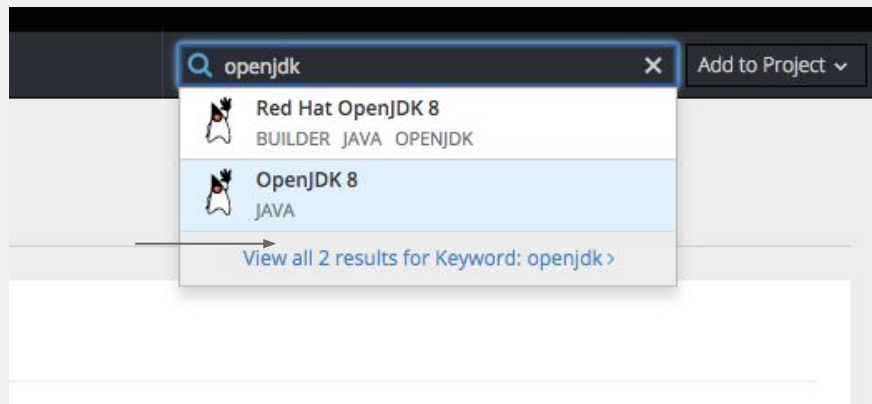 openjdk
Add to Project
Red Hat OpenJDK 8
BUILDER JAVA OPENJDK
OpenJDK 8
JAVA
View all 2 results for Keyword: openjdk >